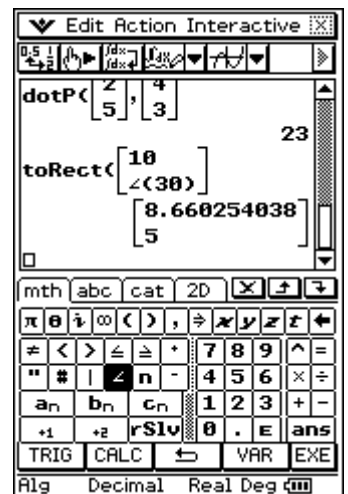 Edit Action Interactive
dotP([2 5],[4 3])
23
toRect([10 ∠(30)]
[8.660254038 5]
mth abc cat 2D
π θ i ∞ ( ) , ⇒ x y z t
≠ < > ≤ ≥ 7 8 9 ^ =
" # | ∠ n 4 5 6 × ÷
an bn cn 1 2 3 + -
+1 +2 rSlv 0 . E ans
TRIG CALC VAR EXE
Alg Decimal Real Deg